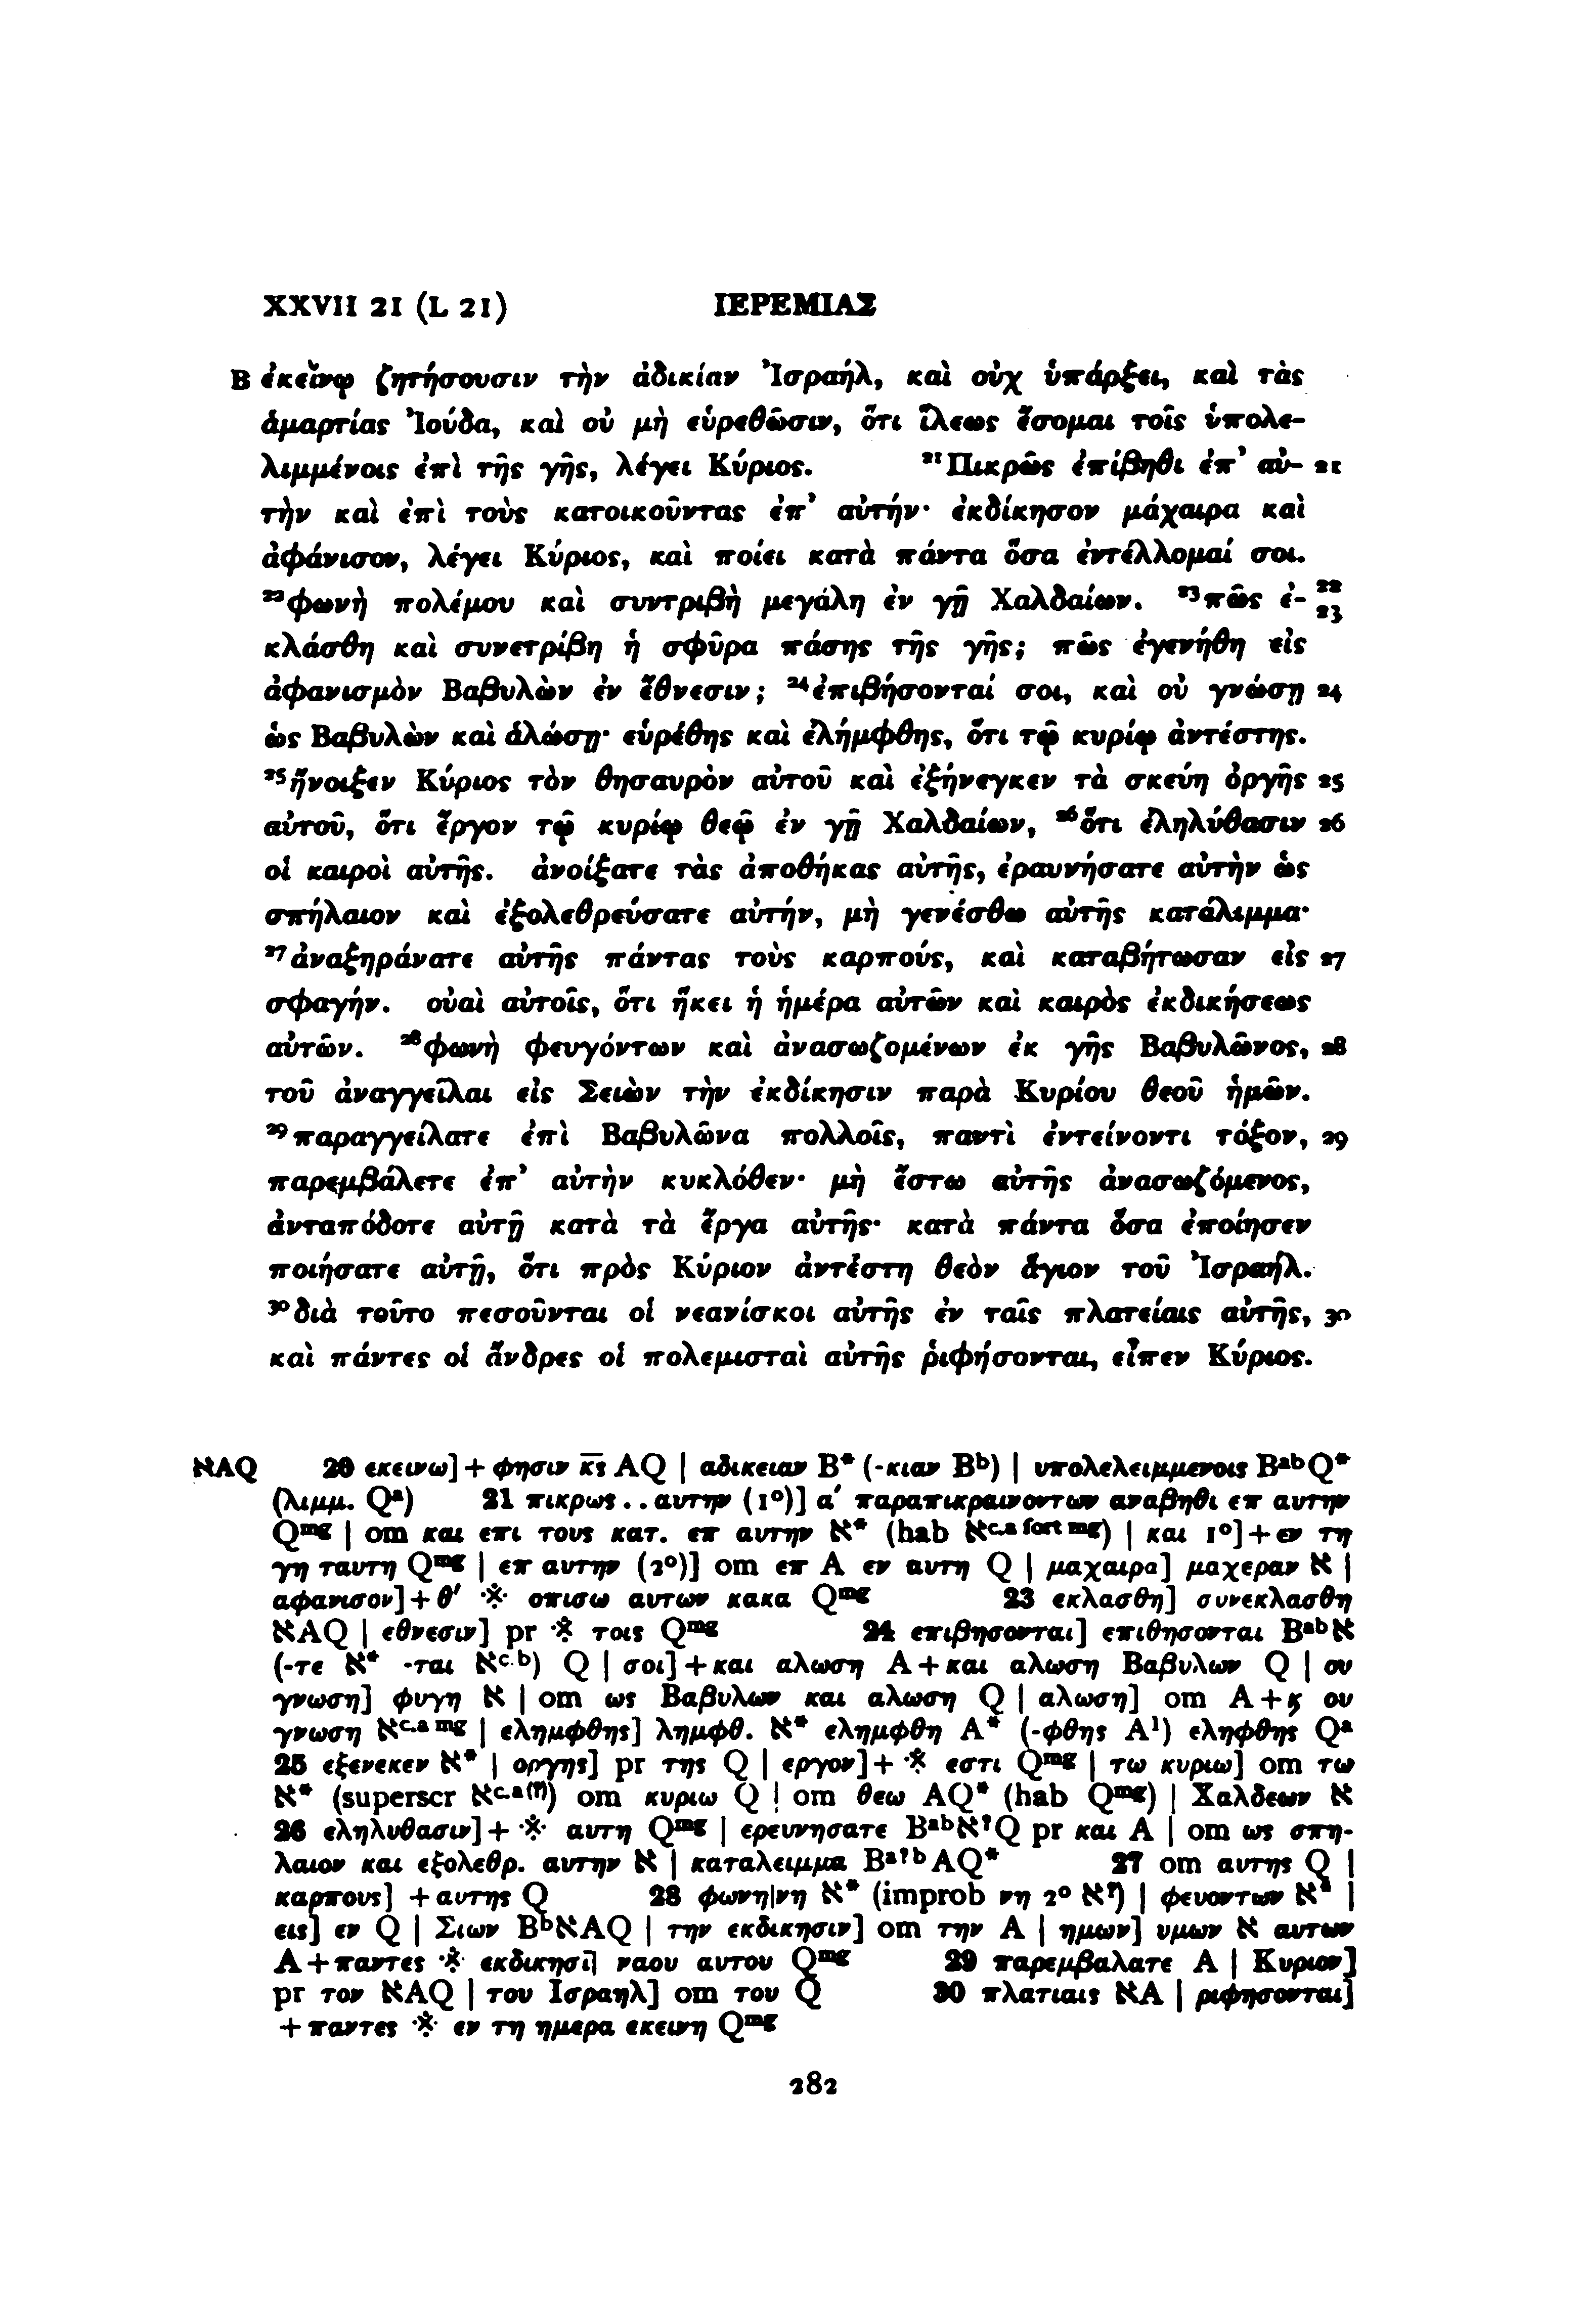 XXVII 21 (L 21) ΙΕΡΕΜΙΑΣ
B ἐκείνῳ ζητήσουσιν τὴν ἀδικίαν Ἰσραήλ, καὶ οὐχ ὑπάρξει, καὶ τὰς
ἁμαρτίας Ἰούδα, καὶ οὐ μὴ εὑρεθῶσιν, ὅτι ἵλεως ἔσομαι τοῖς ὑπολε-
λιμμένοις ἐπὶ τῆς γῆς, λέγει Κύριος. ²¹Πικρῶς ἐπίβηθι ἐπ’ αὐ- 21
τὴν καὶ ἐπὶ τοὺς κατοικοῦντας ἐπ’ αὐτήν· ἐκδίκησον μάχαιρα καὶ
ἀφάνισον, λέγει Κύριος, καὶ ποίει κατὰ πάντα ὅσα ἐντέλλομαί σοι.
²²φωνὴ πολέμου καὶ συντριβὴ μεγάλη ἐν γῇ Χαλδαίων. ²³πῶς ἐ- 22 23
κλάσθη καὶ συνετρίβη ἡ σφῦρα πάσης τῆς γῆς; πῶς ἐγενήθη εἰς
ἀφανισμὸν Βαβυλὼν ἐν ἔθνεσιν; ²⁴ἐπιβήσονταί σοι, καὶ οὐ γνώσῃ 24
ὡς Βαβυλὼν καὶ ἁλώσῃ· εὑρέθης καὶ ἐλήμφθης, ὅτι τῷ κυρίῳ ἀντέστης.
²⁵ἤνοιξεν Κύριος τὸν θησαυρὸν αὐτοῦ καὶ ἐξήνεγκεν τὰ σκεύη ὀργῆς 25
αὐτοῦ, ὅτι ἔργον τῷ κυρίῳ θεῷ ἐν γῇ Χαλδαίων, ²⁶ὅτι ἐληλύθασιν 26
οἱ καιροὶ αὐτῆς. ἀνοίξατε τὰς ἀποθήκας αὐτῆς, ἐραυνήσατε αὐτὴν ὡς
σπήλαιον καὶ ἐξολεθρεύσατε αὐτήν, μὴ γενέσθω αὐτῆς κατάλιμμα·
²⁷ἀναξηράνατε αὐτῆς πάντας τοὺς καρπούς, καὶ καταβήτωσαν εἰς 27
σφαγήν. οὐαὶ αὐτοῖς, ὅτι ἥκει ἡ ἡμέρα αὐτῶν καὶ καιρὸς ἐκδικήσεως
αὐτῶν. ²⁸φωνὴ φευγόντων καὶ ἀνασωζομένων ἐκ γῆς Βαβυλῶνος, 28
τοῦ ἀναγγεῖλαι εἰς Σειὼν τὴν ἐκδίκησιν παρὰ Κυρίου θεοῦ ἡμῶν.
²⁹παραγγείλατε ἐπὶ Βαβυλῶνα πολλοῖς, παντὶ ἐντείνοντι τόξον, 29
παρεμβάλετε ἐπ’ αὐτὴν κυκλόθεν· μὴ ἔστω αὐτῆς ἀνασωζόμενος,
ἀνταπόδοτε αὐτῇ κατὰ τὰ ἔργα αὐτῆς· κατὰ πάντα ὅσα ἐποίησεν
ποιήσατε αὐτῇ, ὅτι πρὸς Κύριον ἀντέστη θεὸν ἅγιον τοῦ Ἰσραήλ.
³⁰διὰ τοῦτο πεσοῦνται οἱ νεανίσκοι αὐτῆς ἐν ταῖς πλατείαις αὐτῆς, 30
καὶ πάντες οἱ ἄνδρες οἱ πολεμισταὶ αὐτῆς ῥιφήσονται, εἶπεν Κύριος.
ℵAQ 20 εκεινω] + φησιν κ̅ς̅ AQ | αδικειαν B* (-κιαν Bᵇ) | υπολελειμμενοις Bᵃᵇ Q*
(λιμμ. Qᵃ) 21 πικρως . . αυτην (1°)] α′ παραπικραινοντων αναβηθι επ αυτην
Qᵐᵍ | om και επι τους κατ. επ αυτην ℵ* (hab ℵᶜ·ᵃ ᶠᵒʳᵗ ᵐᵍ) | και 1°] + εν τη
γη ταυτη Qᵐᵍ | επ αυτην (2°)] om επ A εν αυτη Q | μαχαιρα] μαχεραν ℵ |
αφανισον] + θ′ ※ οπισω αυτων κακα Qᵐᵍ 23 εκλασθη] συνεκλασθη
ℵAQ | εθνεσιν] pr ※ τοις Qᵐᵍ 24 επιβησονται] επιθησονται Bᵃᵇ ℵ
(-τε ℵ* -ται ℵᶜ·ᵇ) Q | σοι] + και αλωση A + και αλωση Βαβυλων Q | ου
γνωση] φυγη ℵ | om ως Βαβυλων και αλωση Q | αλωση] om A + ϗ ου
γνωση ℵᶜ·ᵃ ᵐᵍ | ελημφθης] λημφθ. ℵ* ελημφθη A* (-φθης A¹) εληφθης Qᵃ
25 εξενεκεν ℵ* | οργης] pr της Q | εργον] + ※ εστι Qᵐᵍ | τω κυριω] om τω
ℵ* (superscr ℵᶜ·ᵃ⁽?⁾) om κυριω Q | om θεω AQ* (hab Qᵐᵍ) | Χαλδεων ℵ
26 εληλυθασιν] + ※ αυτη Qᵐᵍ | ερευνησατε Bᵃᵇ ℵ? Q pr και A | om ως σπη-
λαιον και εξολεθρ. αυτην ℵ | καταλειμμα Bᵃ?ᵇ AQ* 27 om αυτης Q |
καρπους] + αυτης Q 28 φωνη|νη ℵ* (improb νη 2° ℵ?) | φευοντων ℵ* |
εις] εν Q | Σιων Bᵇ ℵAQ | την εκδικησιν] om την A | ημων] υμων ℵ αυτων
A + παντες ※ εκδικησι] ναου αυτου Qᵐᵍ 29 παρεμβαλατε A | Κυριον]
pr τον ℵAQ | του Ισραηλ] om του Q 30 πλατιαις ℵA | ριφησονται]
+ παντες ※ εν τη ημερα εκεινη Qᵐᵍ
282